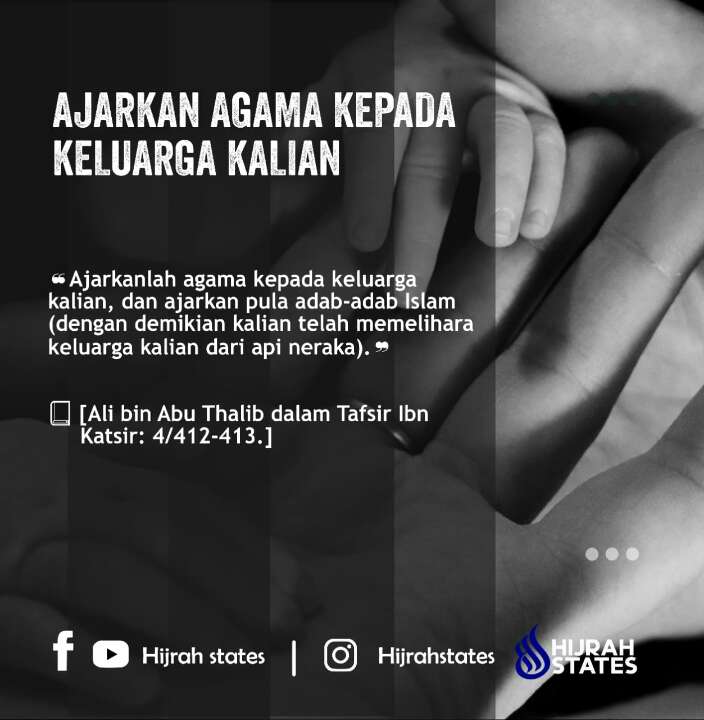 AJARKAN AGAMA KEPADA
KELUARGA KALIAN
❝Ajarkanlah agama kepada keluarga
kalian, dan ajarkan pula adab-adab Islam
(dengan demikian kalian telah memelihara
keluarga kalian dari api neraka).❞
[Ali bin Abu Thalib dalam Tafsir Ibn
Katsir: 4/412-413.]
Hijrah states | Hijrahstates
HIJRAH
STATES